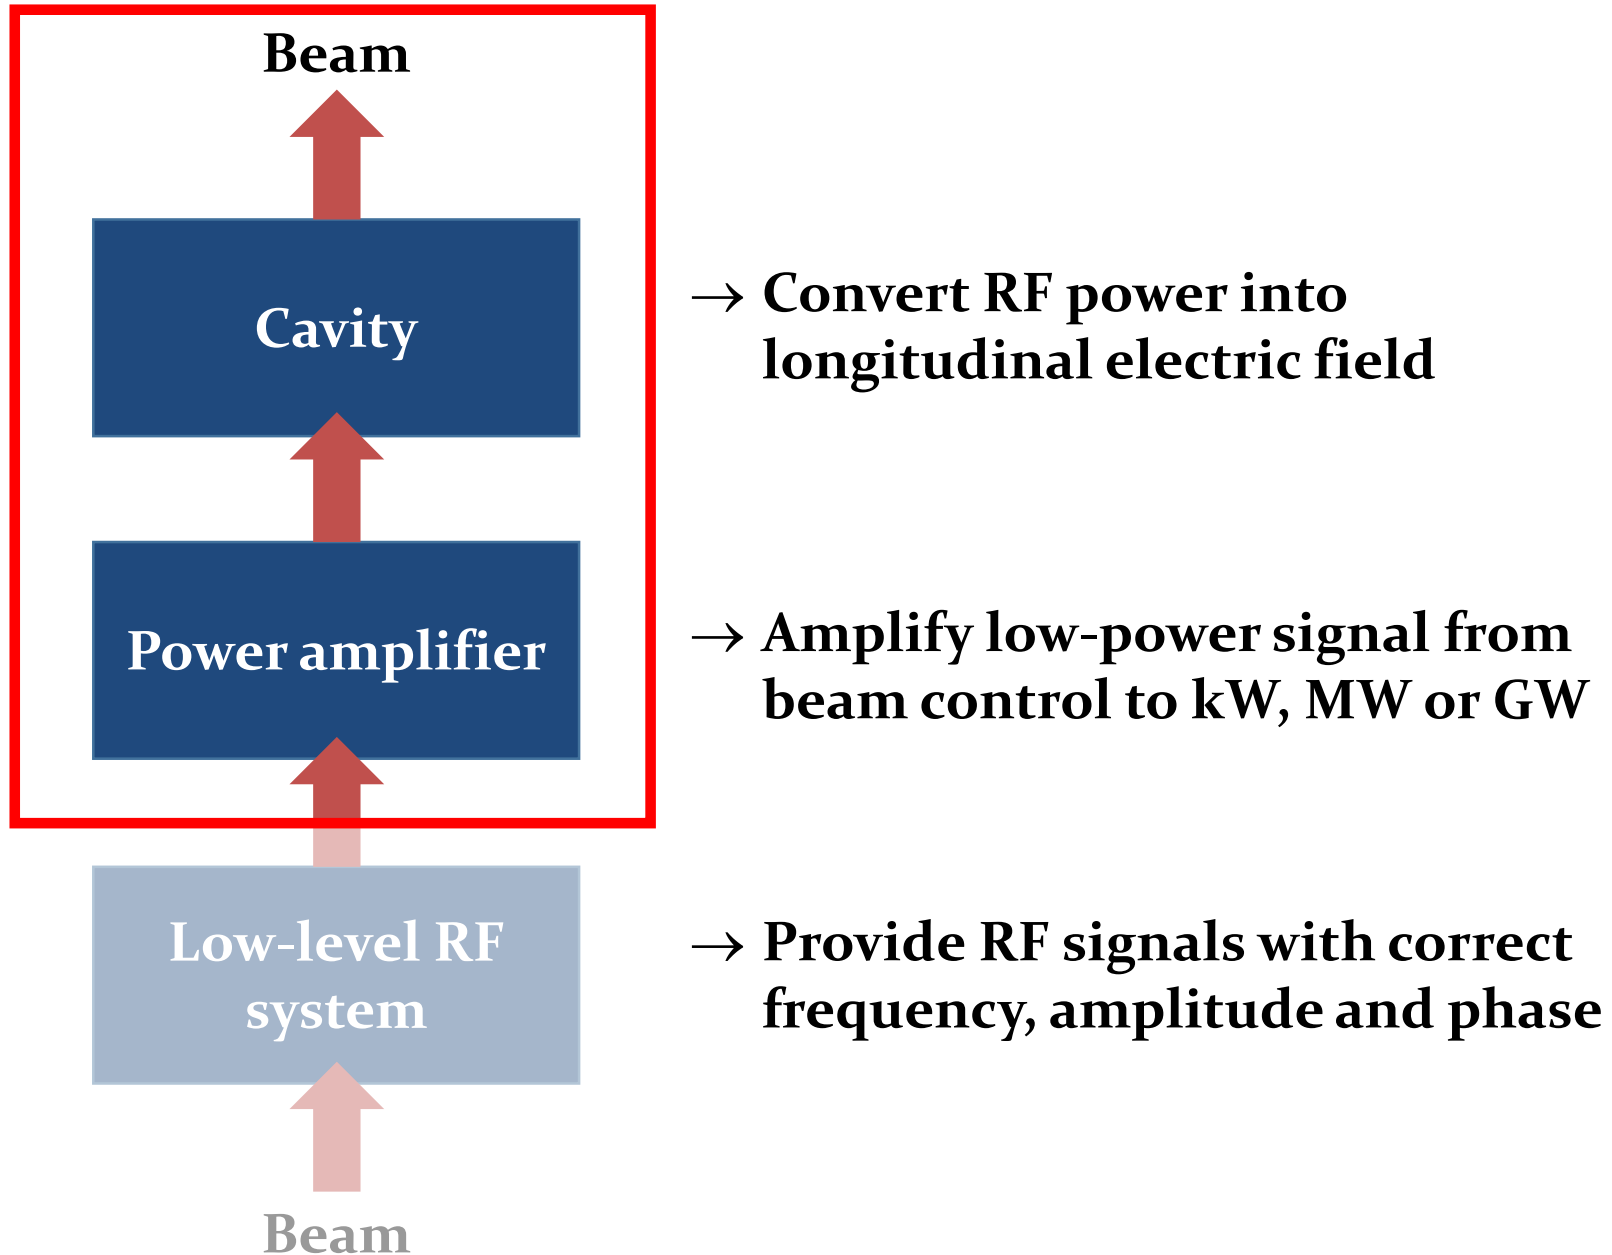 Beam
Cavity
→ Convert RF power into
longitudinal electric field
Power amplifier
→ Amplify low-power signal from
beam control to kW, MW or GW
Low-level RF
system
→ Provide RF signals with correct
frequency, amplitude and phase
Beam